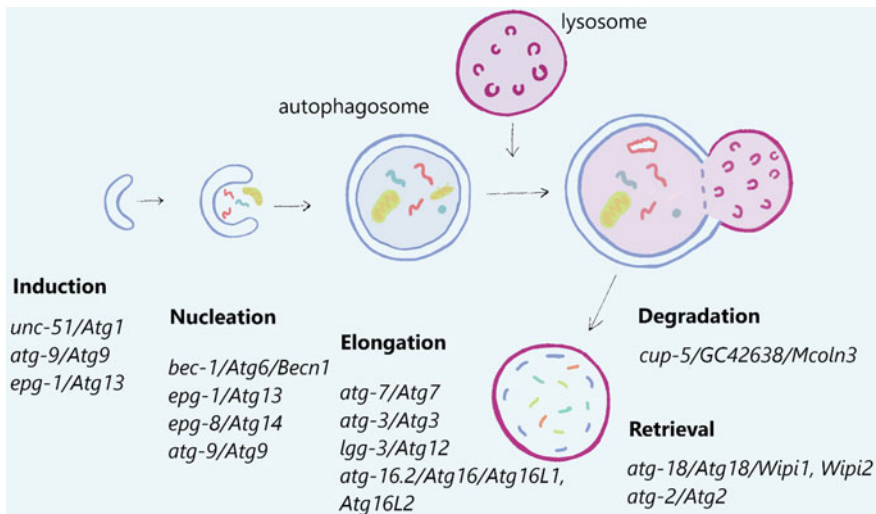 lysosome
autophagosome
Induction
unc-51/Atg1
atg-9/Atg9
epg-1/Atg13
Nucleation
bec-1/Atg6/Becn1
epg-1/Atg13
epg-8/Atg14
atg-9/Atg9
Elongation
atg-7/Atg7
atg-3/Atg3
lgg-3/Atg12
atg-16.2/Atg16/Atg16L1,
Atg16L2
Degradation
cup-5/GC42638/Mcoln3
Retrieval
atg-18/Atg18/Wipi1, Wipi2
atg-2/Atg2